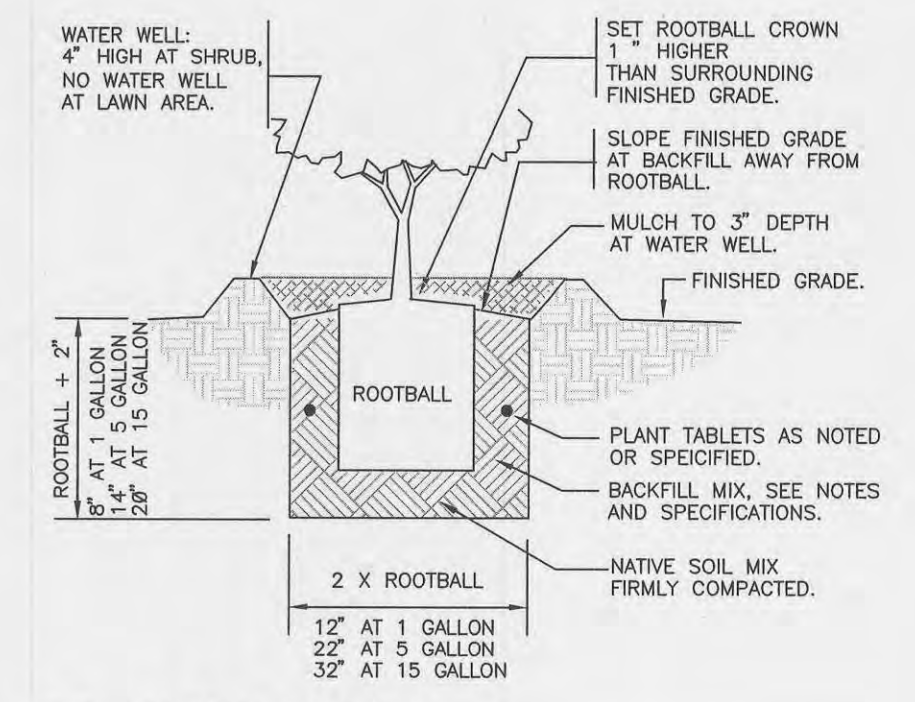 WATER WELL:
4" HIGH AT SHRUB,
NO WATER WELL
AT LAWN AREA.
SET ROOTBALL CROWN
1 " HIGHER
THAN SURROUNDING
FINISHED GRADE.
SLOPE FINISHED GRADE
AT BACKFILL AWAY FROM
ROOTBALL.
MULCH TO 3" DEPTH
AT WATER WELL.
FINISHED GRADE.
ROOTBALL + 2"
8" AT 1 GALLON
14" AT 5 GALLON
20" AT 15 GALLON
ROOTBALL
PLANT TABLETS AS NOTED
OR SPEICIFIED.
BACKFILL MIX, SEE NOTES
AND SPECIFICATIONS.
NATIVE SOIL MIX
FIRMLY COMPACTED.
2 X ROOTBALL
12" AT 1 GALLON
22" AT 5 GALLON
32" AT 15 GALLON